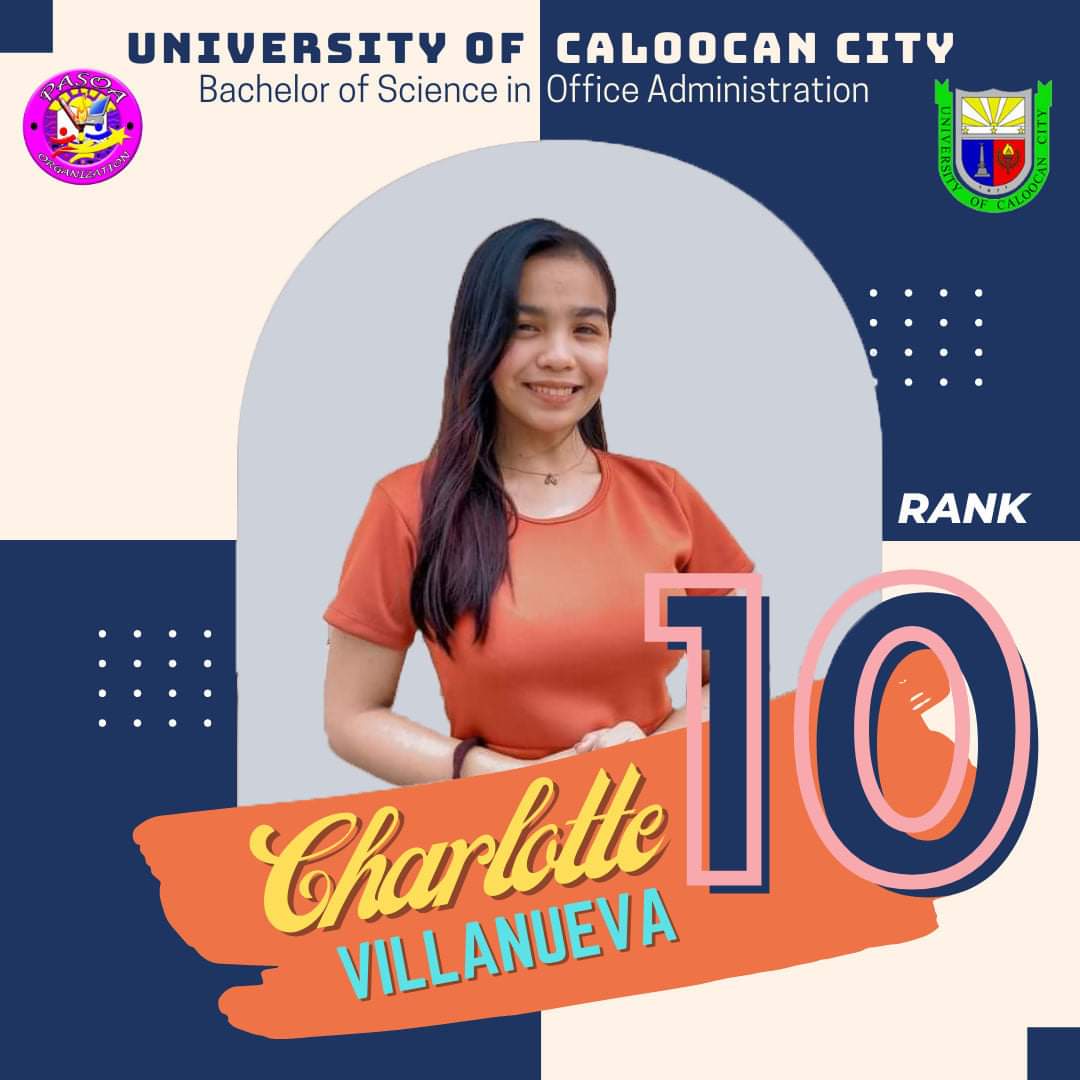 UNIVERSITY OF CALOOCAN CITY
Bachelor of Science in Office Administration
PASOA
ORGANIZATION
UNIVERSITY OF CALOOCAN CITY
1971
RANK
10
Charlotte
VILLANUEVA